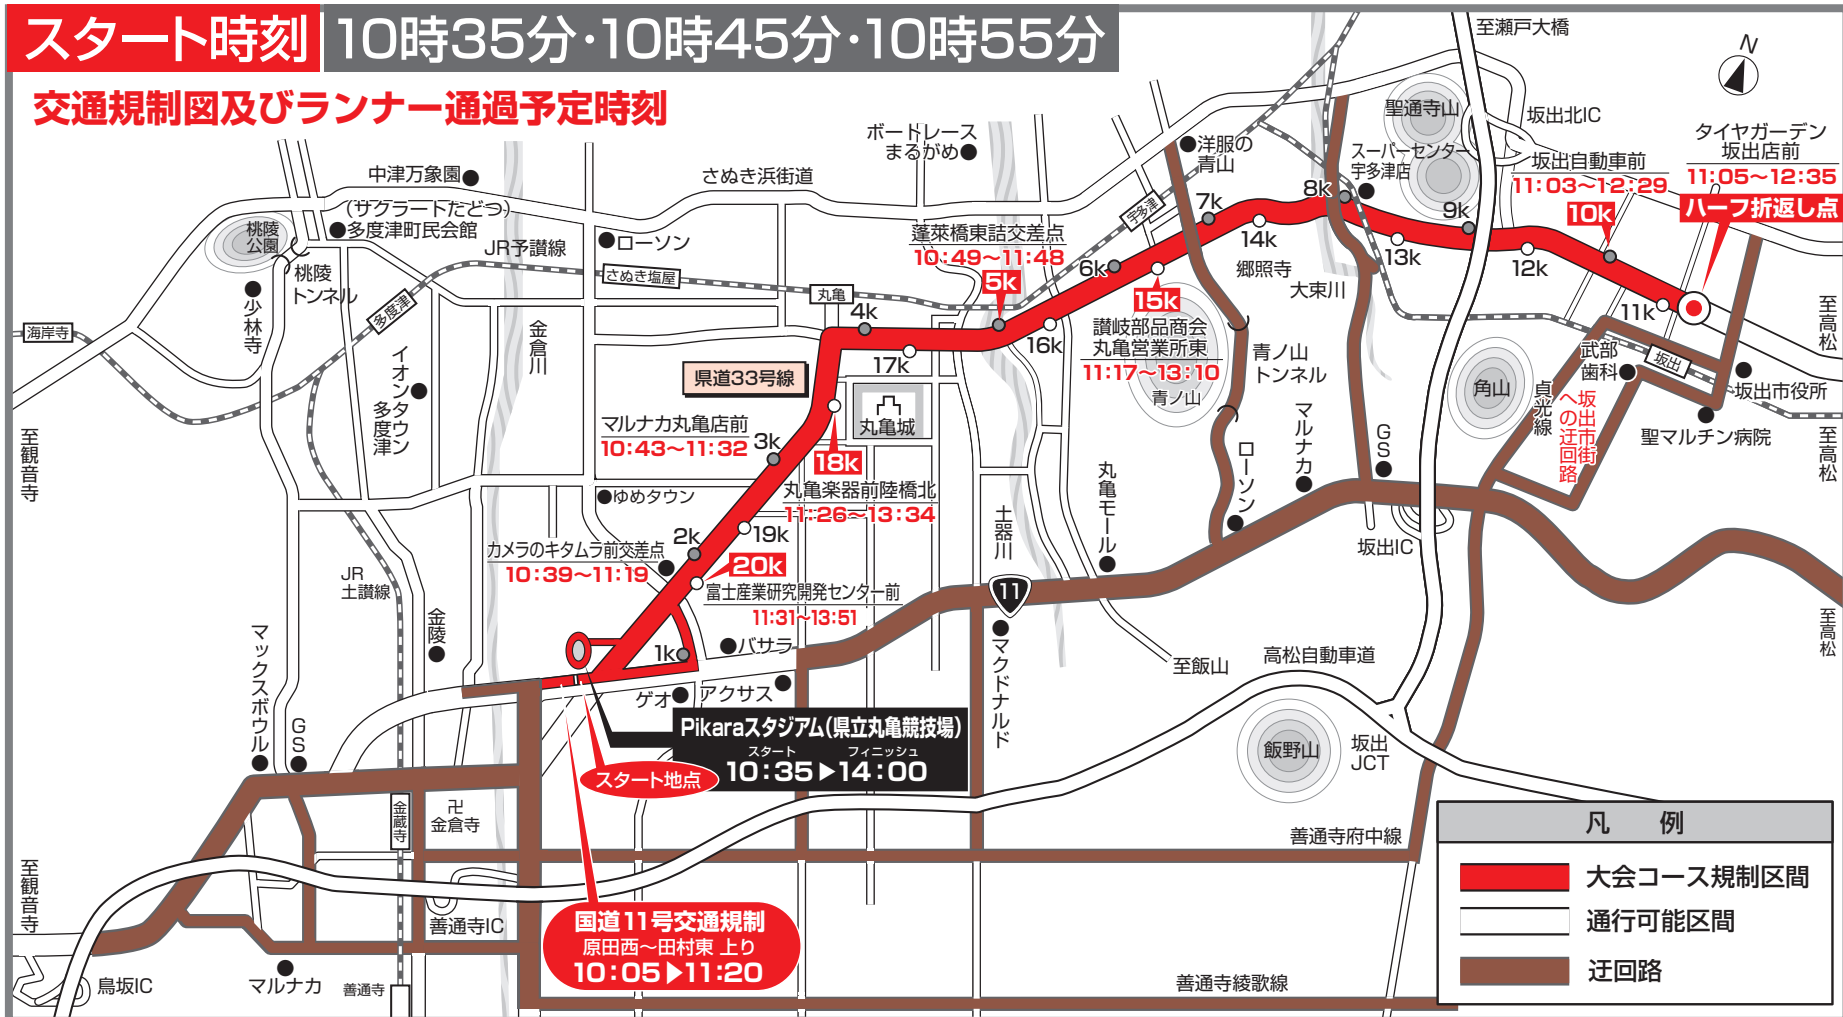 スタート時刻 10時35分・10時45分・10時55分
交通規制図及びランナー通過予定時刻
至瀬戸大橋
N
聖通寺山
坂出北IC
タイヤガーデン
坂出店前
11:05～12:35
ハーフ折返し点
坂出自動車前
11:03～12:29
10k
スーパーセンター
宇多津店
洋服の
青山
ボートレース
まるがめ
さぬき浜街道
中津万象園
(サクラートたどつ)
多度津町民会館
桃陵
公園
桃陵
トンネル
JR予讃線
ローソン
さぬき塩屋
丸亀
宇多津
蓬萊橋東詰交差点
10:49～11:48
5k
4k
6k
7k
8k
9k
11k
12k
13k
14k
15k
16k
17k
郷照寺
大束川
讃岐部品商会
丸亀営業所東
11:17～13:10
青ノ山
青ノ山
トンネル
至高松
海岸寺
少林寺
多度津
金倉川
イオンタウン
多度津
県道33号線
丸亀城
マルナカ丸亀店前
10:43～11:32
3k
18k
丸亀楽器前陸橋北
11:26～13:34
ゆめタウン
19k
2k
カメラのキタムラ前交差点
10:39～11:19
20k
富士産業研究開発センター前
11:31～13:51
角山
貞光線
武部
歯科
坂出
坂出市役所
聖マルチン病院
坂出市街
への迂回路
至高松
至観音寺
土器川
丸亀モール
ローソン
マルナカ
GS
坂出IC
11
JR
土讃線
金陵
マックスボウル
GS
1k
バサラ
ゲオ
アクサス
マクドナルド
至飯山
高松自動車道
至高松
Pikaraスタジアム(県立丸亀競技場)
スタート フィニッシュ
10:35▶14:00
スタート地点
飯野山
坂出
JCT
金蔵寺
卍
金倉寺
善通寺府中線
至観音寺
善通寺IC
国道11号交通規制
原田西～田村東 上り
10:05▶11:20
鳥坂IC
マルナカ
善通寺
善通寺綾歌線
凡 例
大会コース規制区間
通行可能区間
迂回路